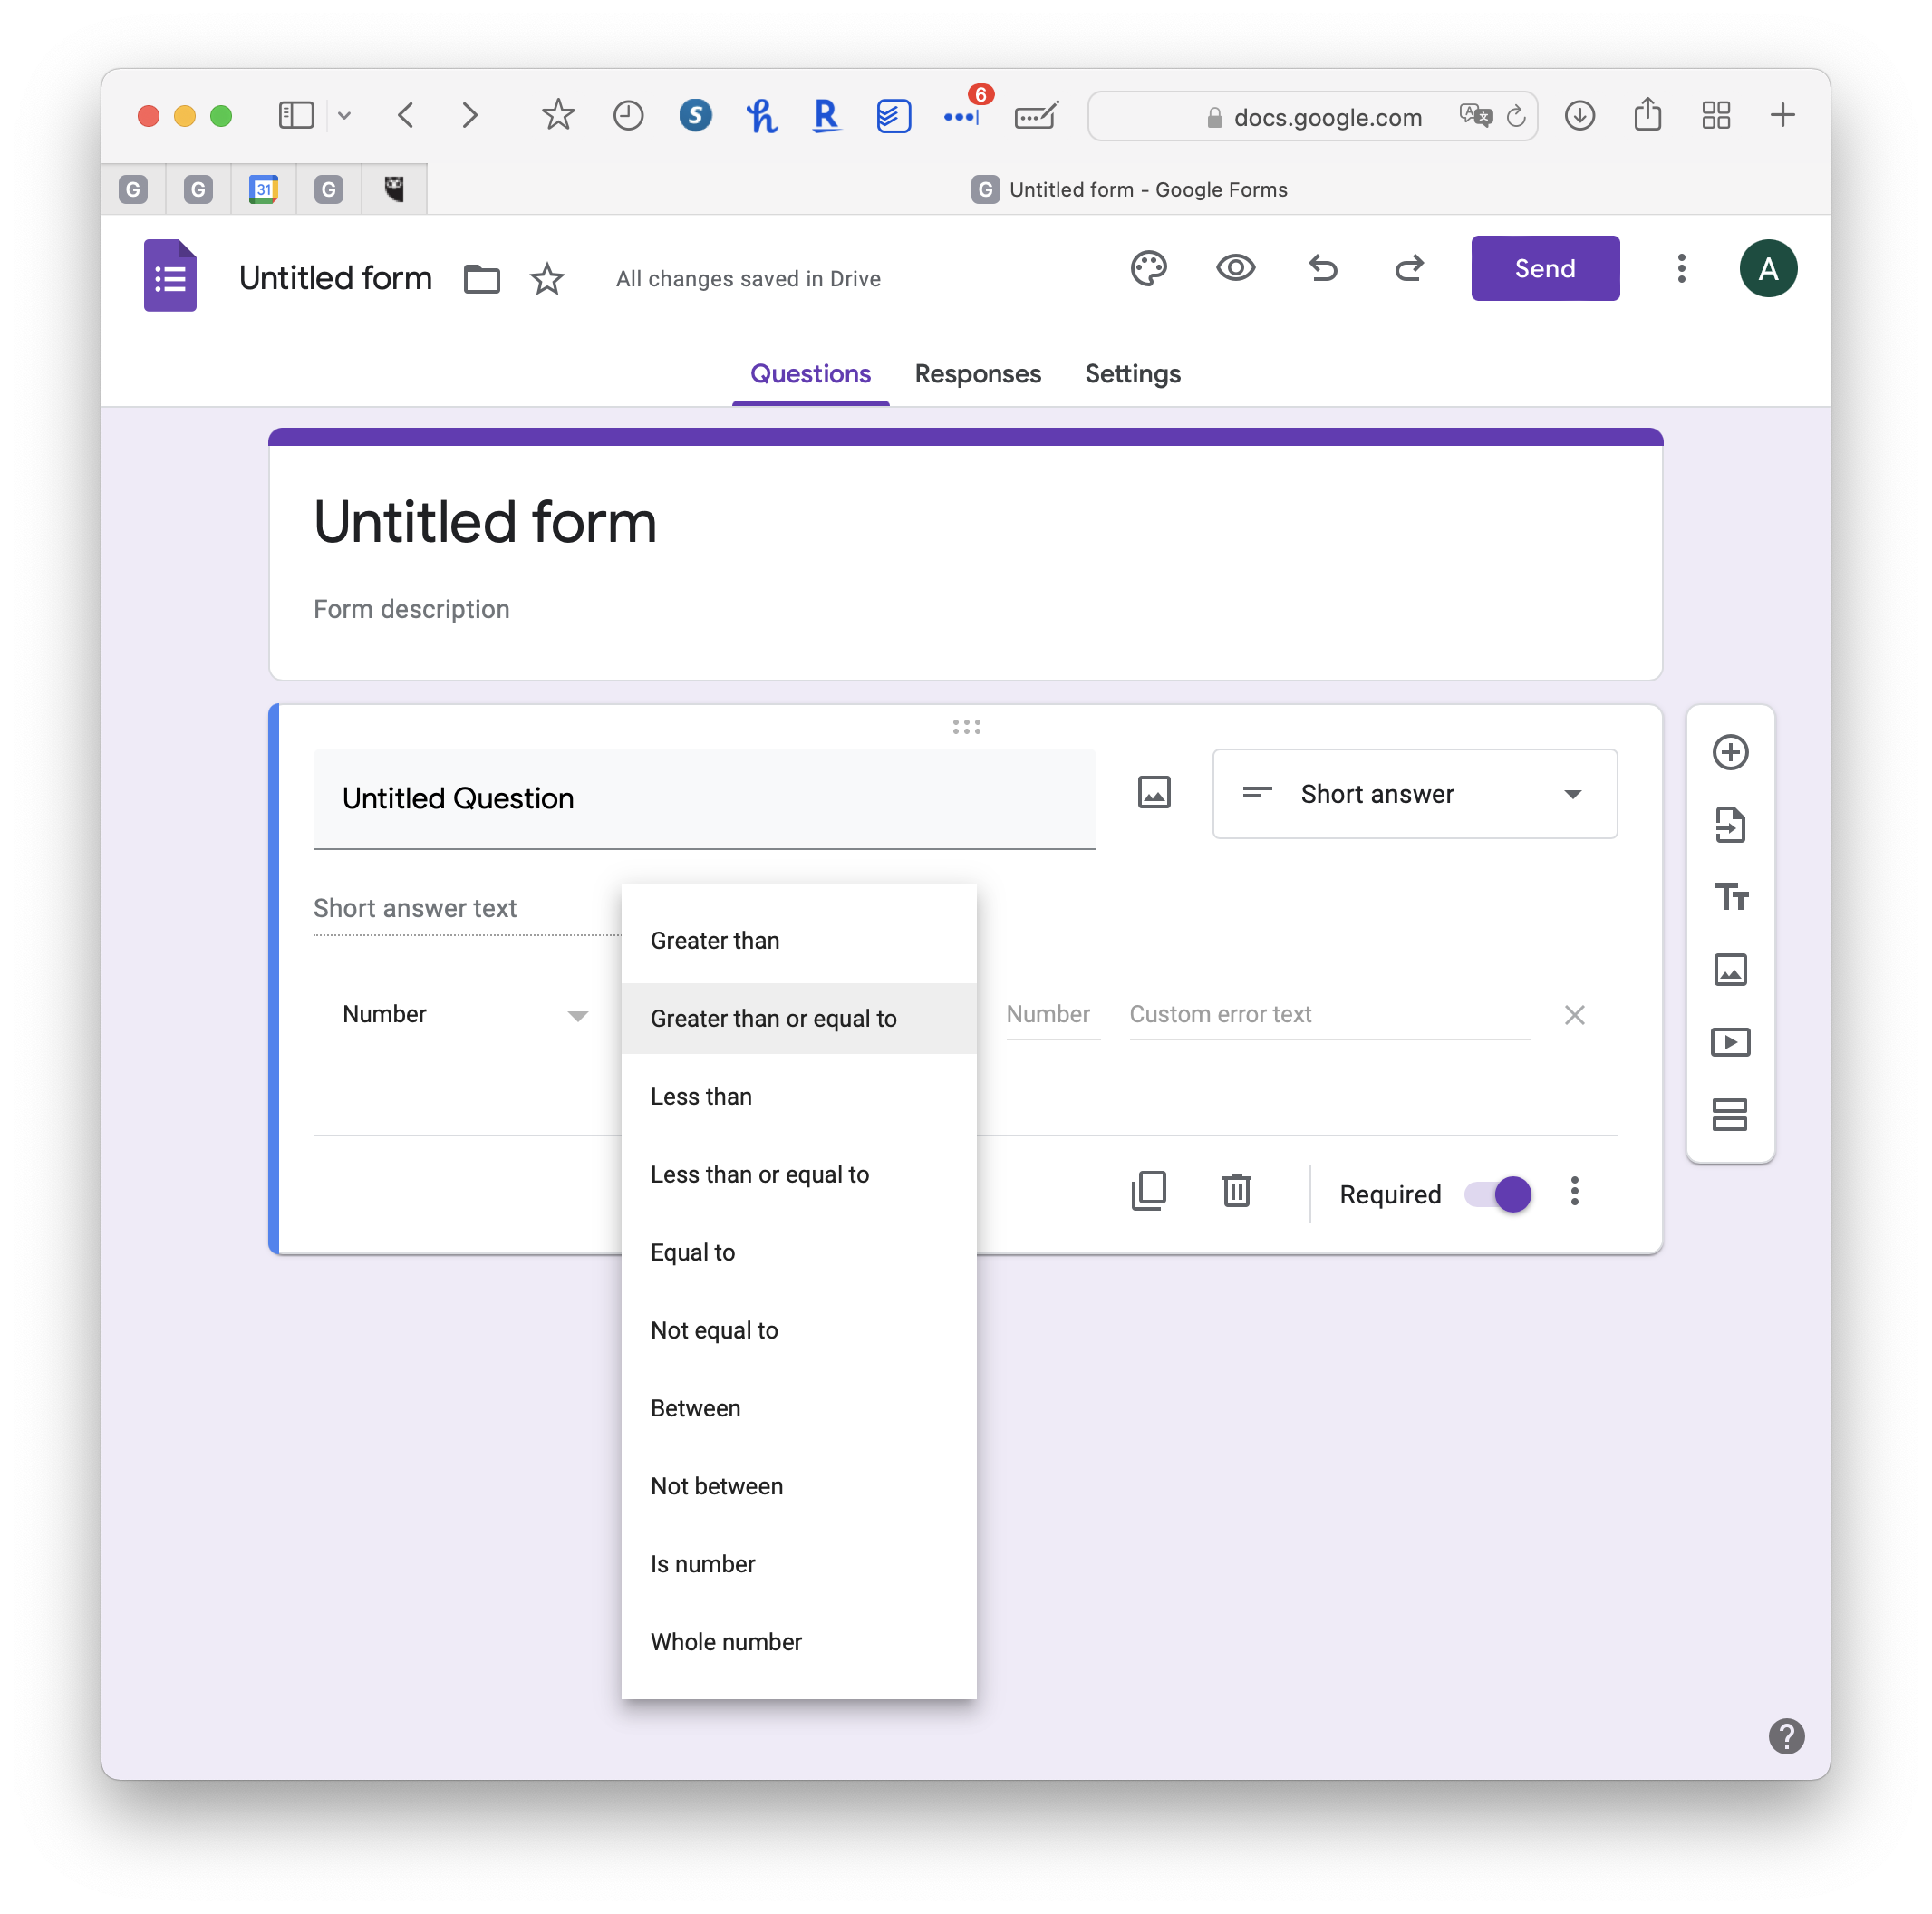 6
docs.google.com
G
G
31
G
G Untitled form - Google Forms
Untitled form
All changes saved in Drive
Send
A
Questions
Responses
Settings
Untitled form
Form description
Untitled Question
Short answer
Short answer text
Number
Greater than
Greater than or equal to
Less than
Less than or equal to
Equal to
Not equal to
Between
Not between
Is number
Whole number
Number
Custom error text
Required